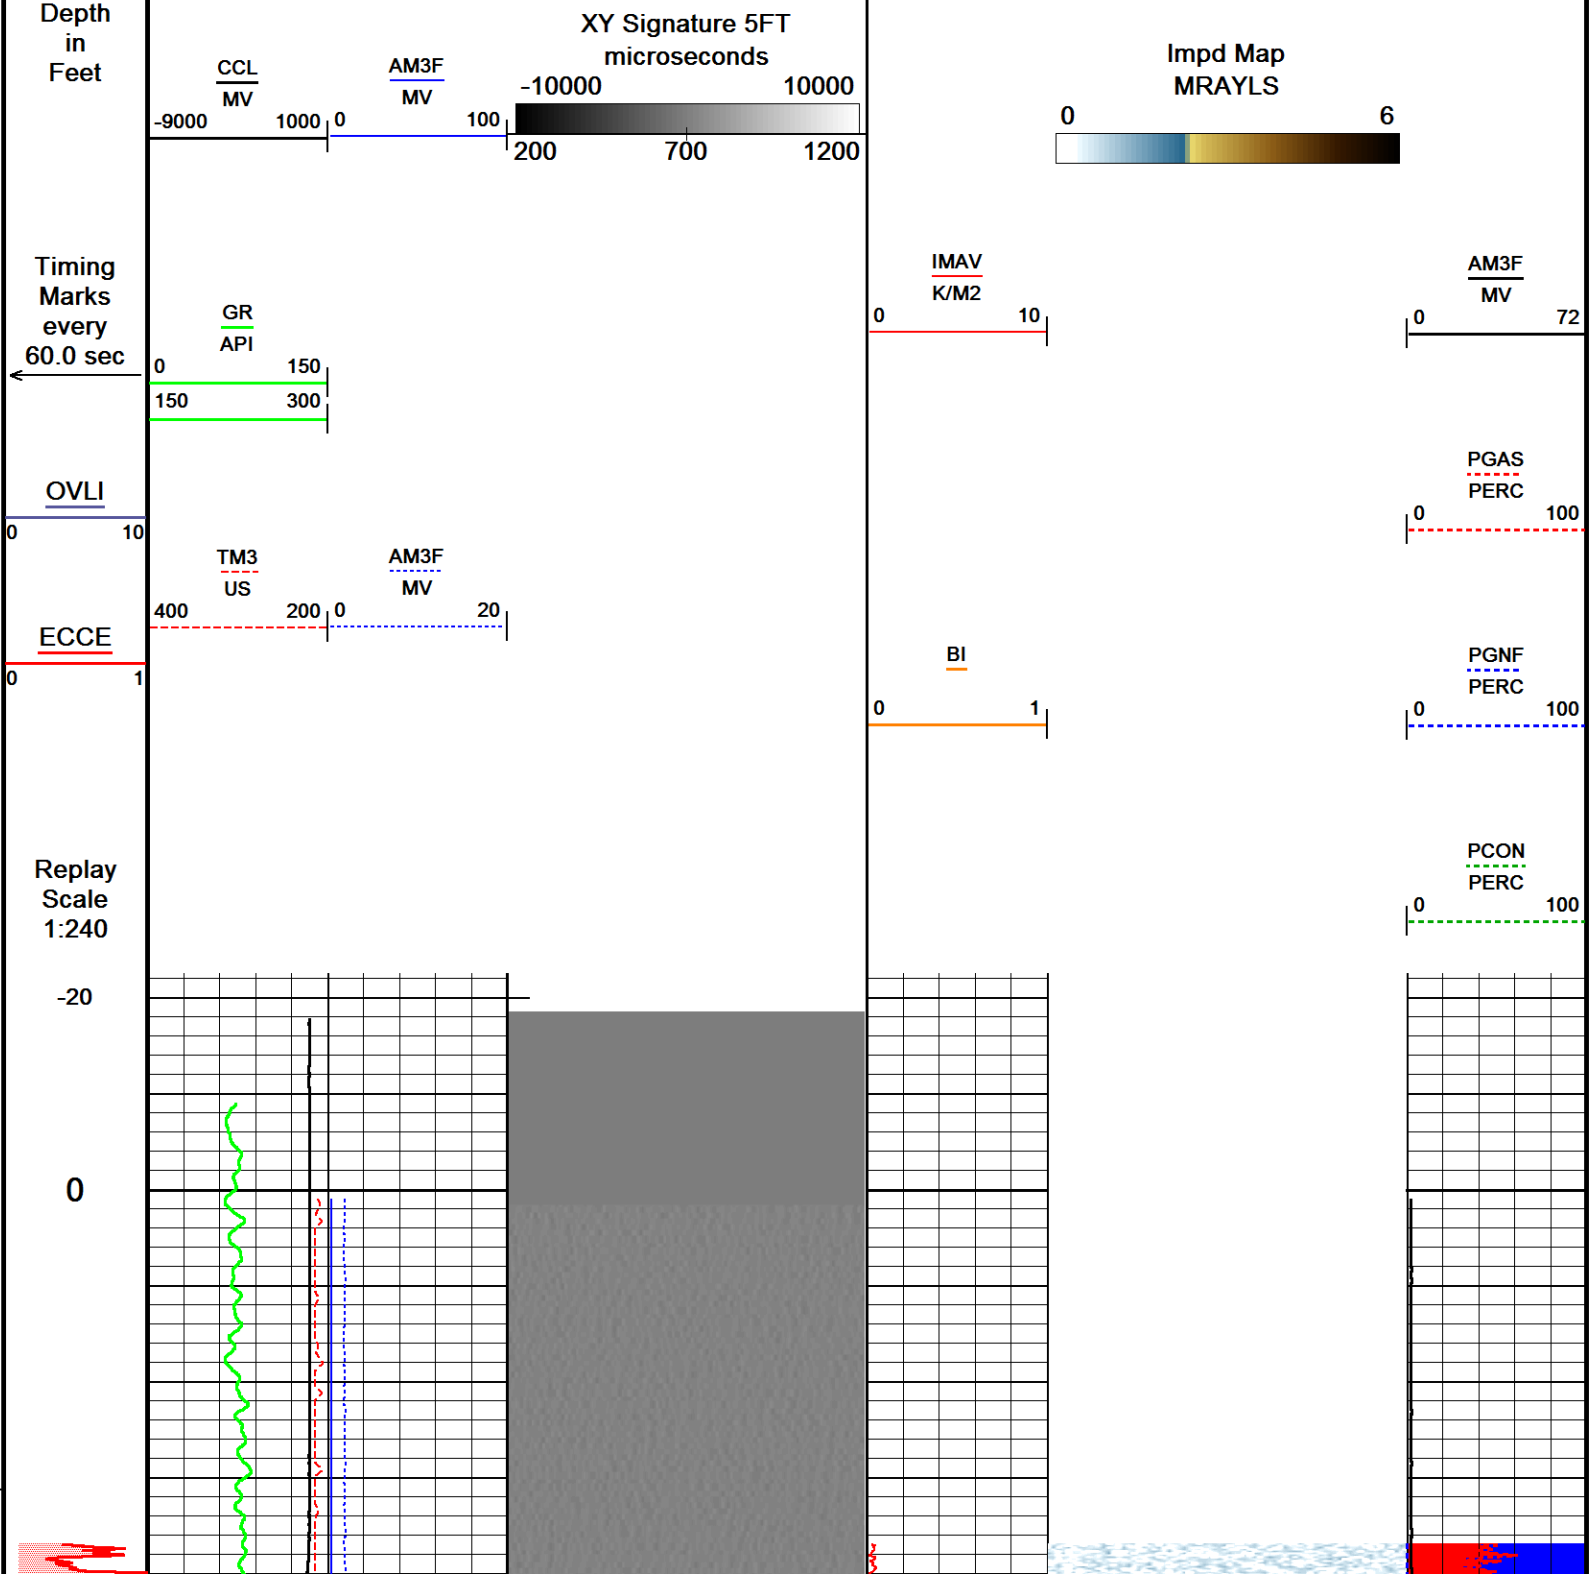 Depth
in
Feet
CCL
MV
-9000 1000
AM3F
MV
0 100
XY Signature 5FT
microseconds
-10000 10000
200 700 1200
Impd Map
MRAYLS
0 6
Timing
Marks
every
60.0 sec
GR
API
0 150
150 300
IMAV
K/M2
0 10
AM3F
MV
0 72
OVLI
0 10
PGAS
PERC
0 100
TM3
US
400 200
AM3F
MV
0 20
ECCE
0 1
BI
0 1
PGNF
PERC
0 100
Replay
Scale
1:240
PCON
PERC
0 100
-20
0